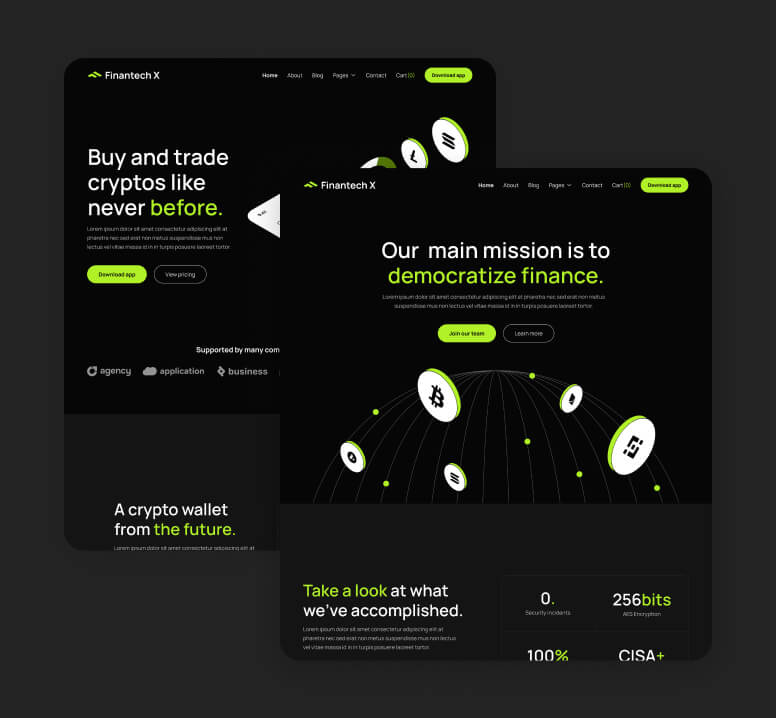 Finantech X
Home About Blog Pages Contact Cart(0) Download app
Buy and trade
cryptos like
never before.
Lorem ipsum dolor sit amet consectetur adipiscing elit at
pharetra nec sed erat non metus suspendisse mus non
lectus vel vitae massa in in turpis posuere tortor.
Download app View pricing
Supported by many com
agency application business
A crypto wallet
from the future.
Lorem ipsum dolor sit amet consectetur adipiscing elit at
Finantech X
Home About Blog Pages Contact Cart(0) Download app
Our main mission is to
democratize finance.
Lorem ipsum dolor sit amet consectetur adipiscing elit at pharetra nec sed erat non metus
suspendisse mus non lectus vel vitae massa in in turpis posuere tortor.
Join our team Learn more
Take a look at what
we've accomplished.
Lorem ipsum dolor sit amet consectetur adipiscing elit at
pharetra nec sed erat non metus suspendisse mus non
lectus vel vitae massa in in turpis posuere tortor.
0.
Security Incidents
256bits
AES Encryption
100%
CISA+